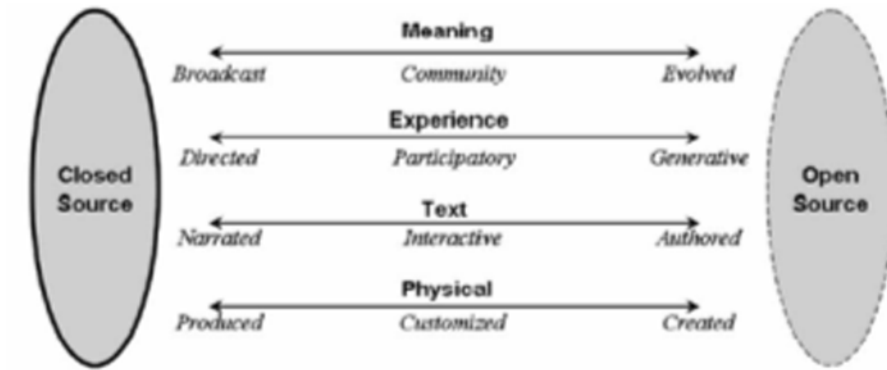 Meaning
Broadcast Community Evolved
Experience
Directed Participatory Generative
Closed
Source
Open
Source
Text
Narrated Interactive Authored
Physical
Produced Customized Created